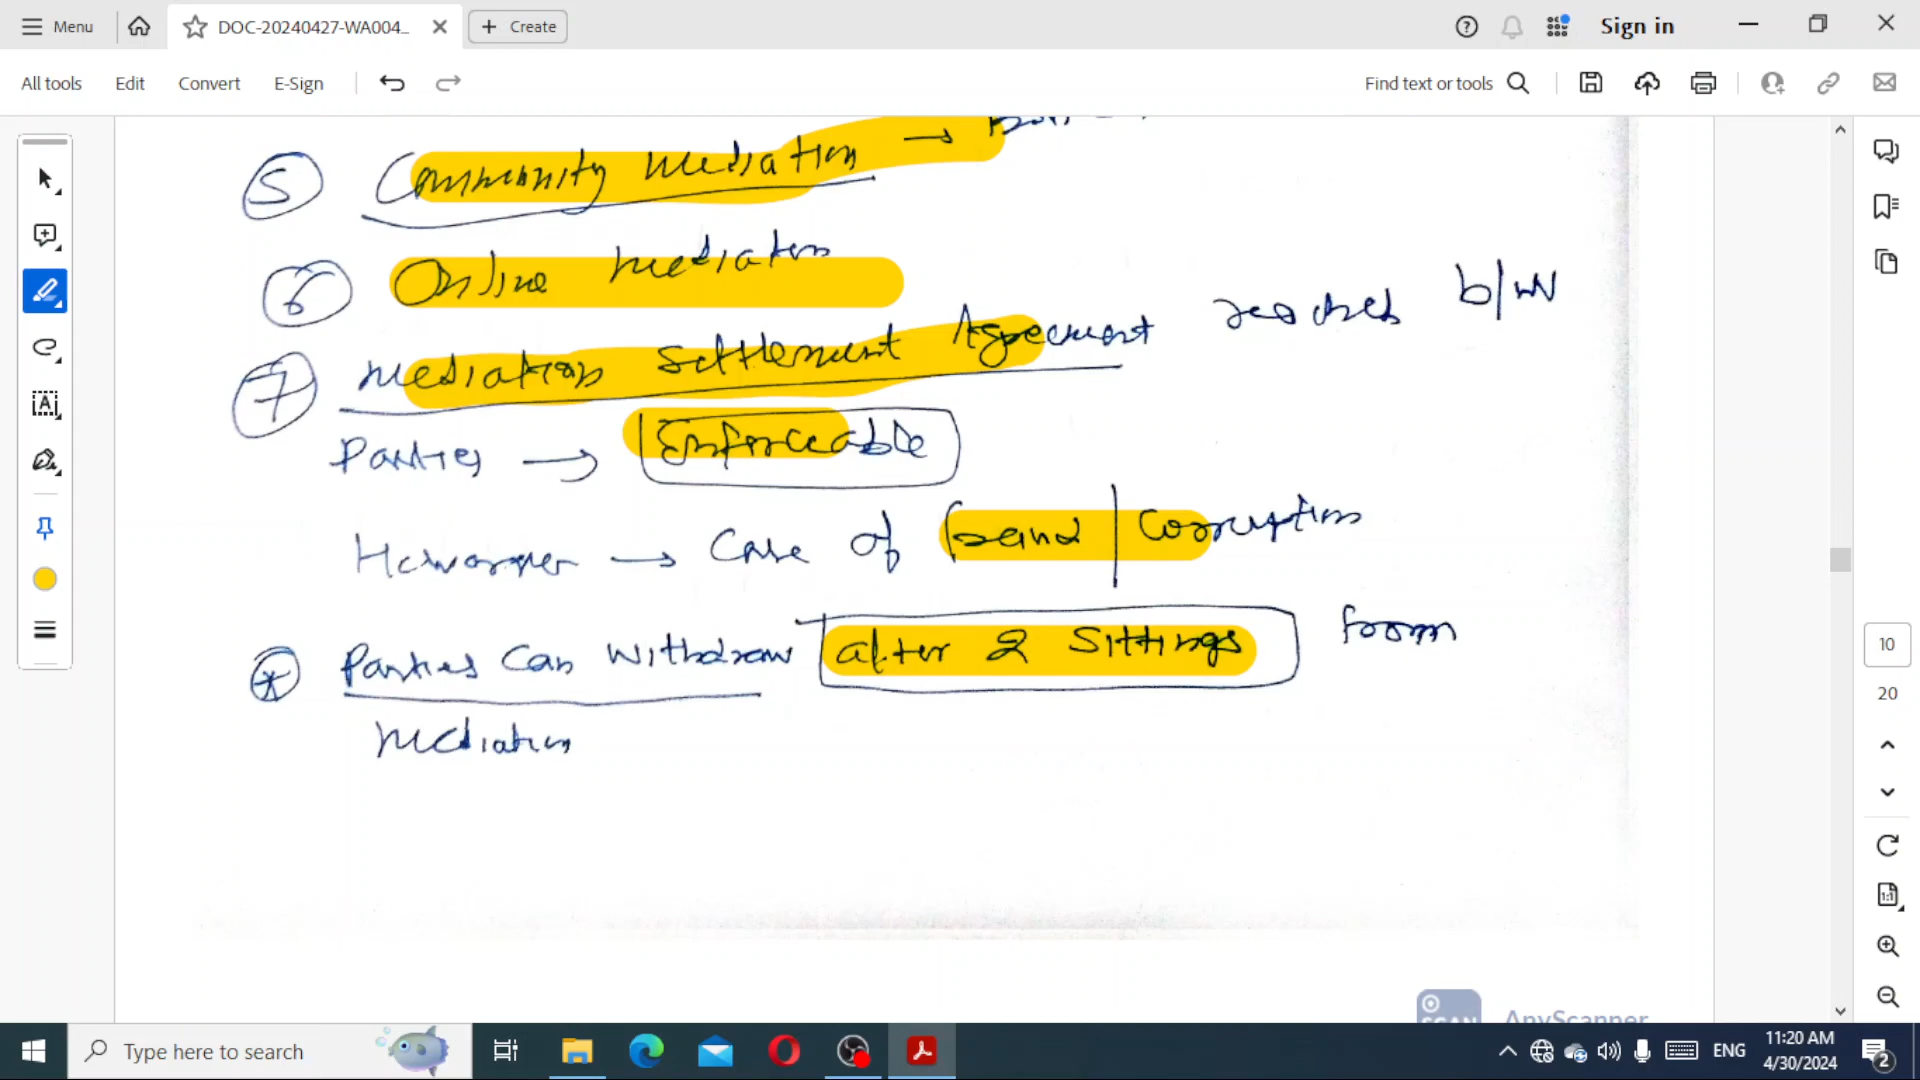 Menu DOC-20240427-WA004... Create Sign in
All tools Edit Convert E-Sign Find text or tools
5 Community mediation →
6 Online mediation
7 Mediation Settlement Agreement reached b/w
Parties → Enforceable
However → Case of fraud | Corruption
* Parties Can Withdraw after 2 Sittings from
mediation
10
20
AnyScanner
Type here to search ENG 11:20 AM
4/30/2024
2